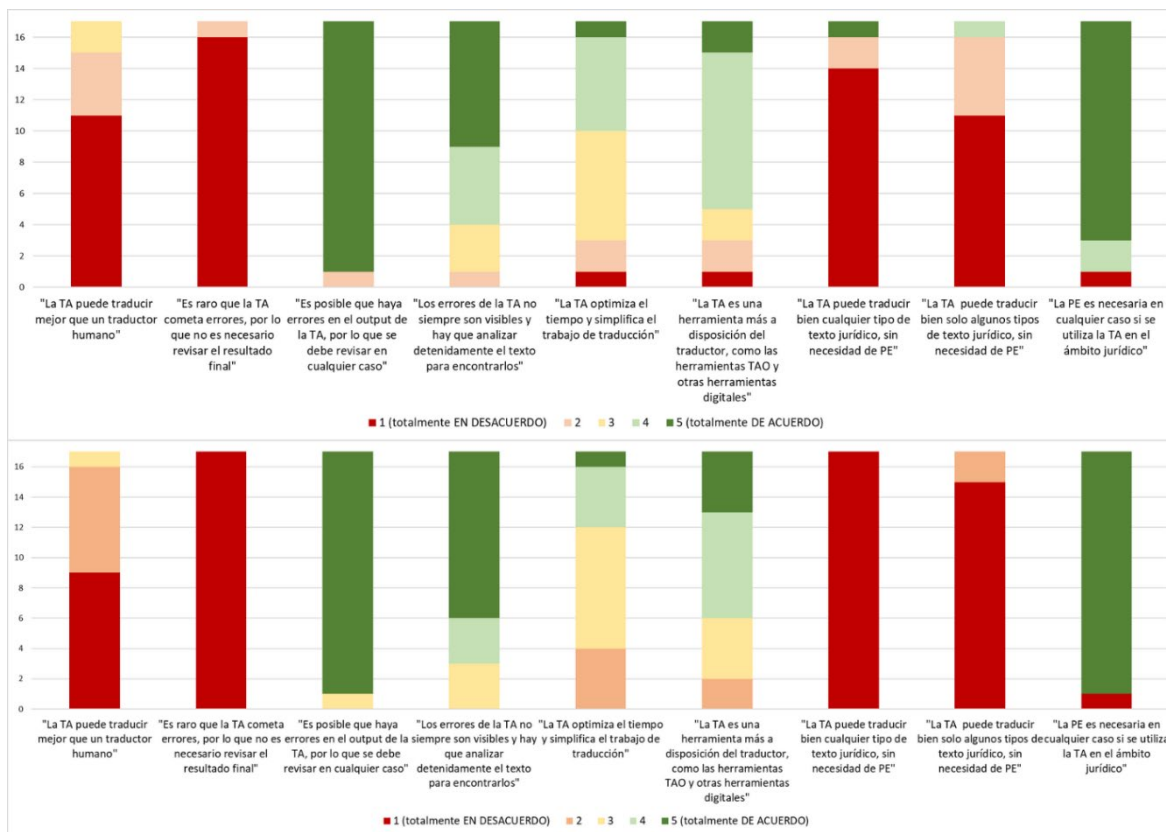 16
14
12
10
8
6
4
2
0
"La TA puede traducir
mejor que un traductor
humano"
"Es raro que la TA
cometa errores, por lo
que no es necesario
revisar el resultado
final"
"Es posible que haya
errores en el output de
la TA, por lo que se
debe revisar en
cualquier caso"
"Los errores de la TA no
siempre son visibles y
hay que analizar
detenidamente el texto
para encontrarlos"
"La TA optimiza el
tiempo y simplifica el
trabajo de traducción"
"La TA es una
herramienta más a
disposición del
traductor, como las
herramientas TAO y
otras herramientas
digitales"
"La TA puede traducir
bien cualquier tipo de
texto jurídico, sin
necesidad de PE"
"La TA puede traducir
bien solo algunos tipos
de texto jurídico, sin
necesidad de PE"
"La PE es necesaria en
cualquier caso si se
utiliza la TA en el
ámbito jurídico"
1 (totalmente EN DESACUERDO) 2 3 4 5 (totalmente DE ACUERDO)
16
14
12
10
8
6
4
2
0
"La TA puede traducir
mejor que un traductor
humano"
"Es raro que la TA cometa
errores, por lo que no es
necesario revisar el
resultado final"
"Es posible que haya
errores en el output de la
TA, por lo que se debe
revisar en cualquier caso"
"Los errores de la TA no
siempre son visibles y hay
que analizar
detenidamente el texto
para encontrarlos"
"La TA optimiza el tiempo
y simplifica el trabajo de
traducción"
"La TA es una
herramienta más a
disposición del traductor,
como las herramientas
TAO y otras herramientas
digitales"
"La TA puede traducir
bien cualquier tipo de
texto jurídico, sin
necesidad de PE"
"La TA puede traducir
bien solo algunos tipos de
texto jurídico, sin
necesidad de PE"
"La PE es necesaria en
cualquier caso si se utiliza
la TA en el ámbito
jurídico"
1 (totalmente EN DESACUERDO) 2 3 4 5 (totalmente DE ACUERDO)